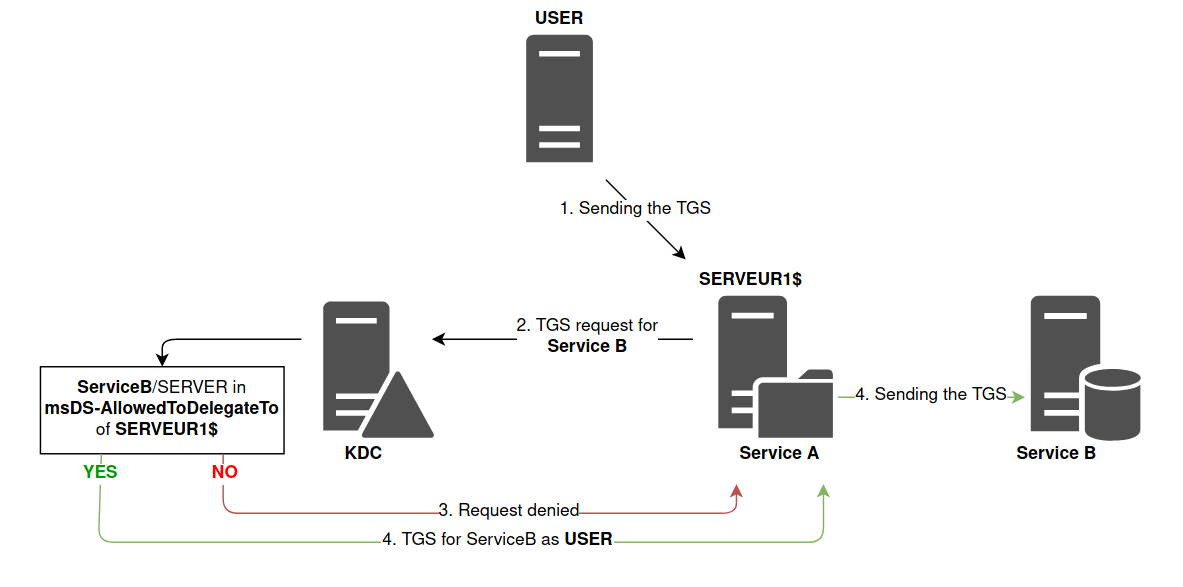 USER
1. Sending the TGS
SERVEUR1$
2. TGS request for
Service B
ServiceB/SERVER in
msDS-AllowedToDelegateTo
of SERVEUR1$
4. Sending the TGS
KDC
Service A
Service B
YES
NO
3. Request denied
4. TGS for ServiceB as USER